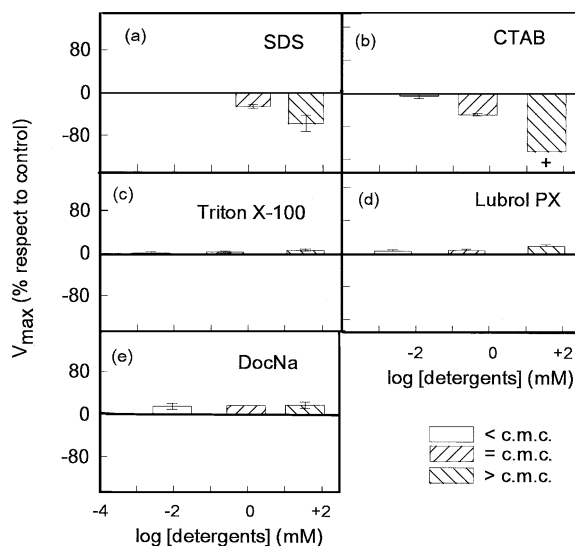 (a) SDS
(b) CTAB
80
0
-80
+
(c) Triton X-100
(d) Lubrol PX
80
0
-80
Vmax (% respect to control)
(e) DocNa
80
0
-80
-2 0 +2
log [detergents] (mM)
-4 -2 0 +2
log [detergents] (mM)
< c.m.c.
= c.m.c.
> c.m.c.